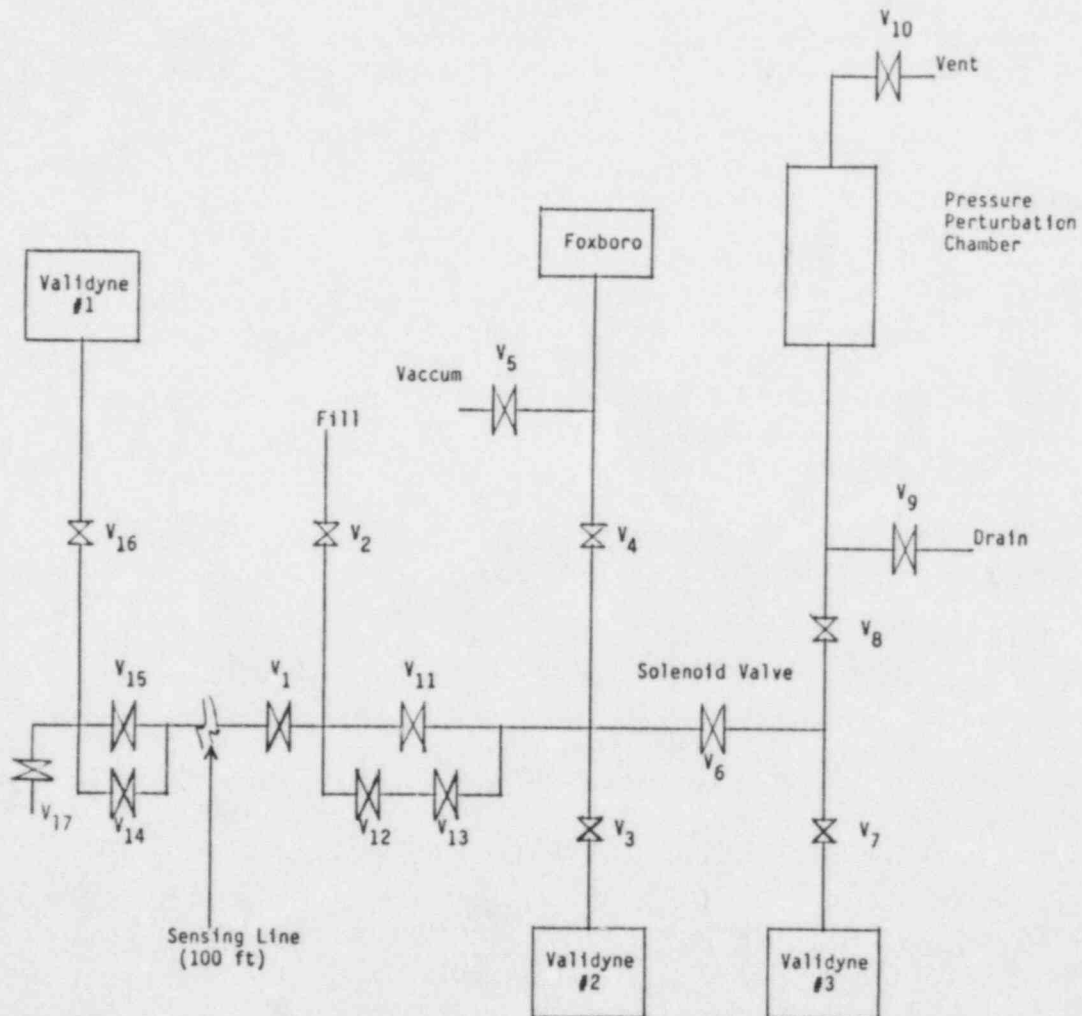 V10
Vent
Pressure
Perturbation
Chamber
Foxboro
Validyne
#1
V5
Vaccum
Fill
V9
V16
V2
V4
Drain
V8
Solenoid Valve
V15
V1
V11
V6
V17
V14
V12
V13
V3
V7
Sensing Line
(100 ft)
Validyne
#2
Validyne
#3